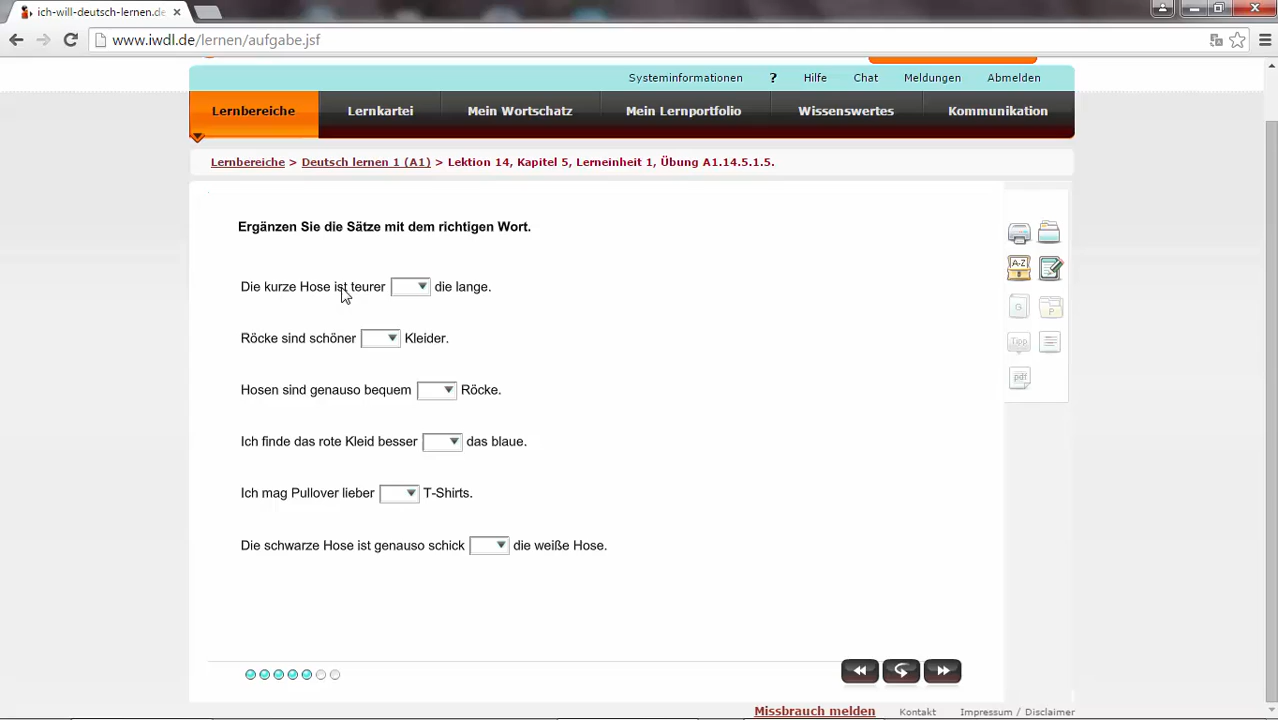 ich-will-deutsch-lernen.de
www.iwdl.de/lernen/aufgabe.jsf
Systeminformationen ? Hilfe Chat Meldungen Abmelden
Lernbereiche Lernkartei Mein Wortschatz Mein Lernportfolio Wissenswertes Kommunikation
Lernbereiche > Deutsch lernen 1 (A1) > Lektion 14, Kapitel 5, Lerneinheit 1, Übung A1.14.5.1.5.
Ergänzen Sie die Sätze mit dem richtigen Wort.
Die kurze Hose ist teurer die lange.
Röcke sind schöner Kleider.
Hosen sind genauso bequem Röcke.
Ich finde das rote Kleid besser das blaue.
Ich mag Pullover lieber T-Shirts.
Die schwarze Hose ist genauso schick die weiße Hose.
A-Z
G P
Tipp
pdf
Missbrauch melden Kontakt Impressum / Disclaimer